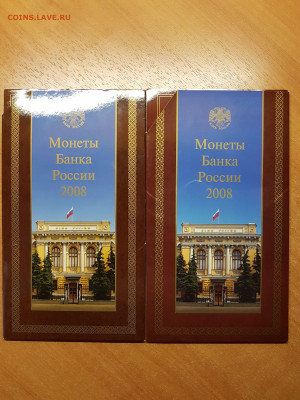 COINS.LAVE.RU
Монеты
Банка
России
2008
Монеты
Банка
России
2008